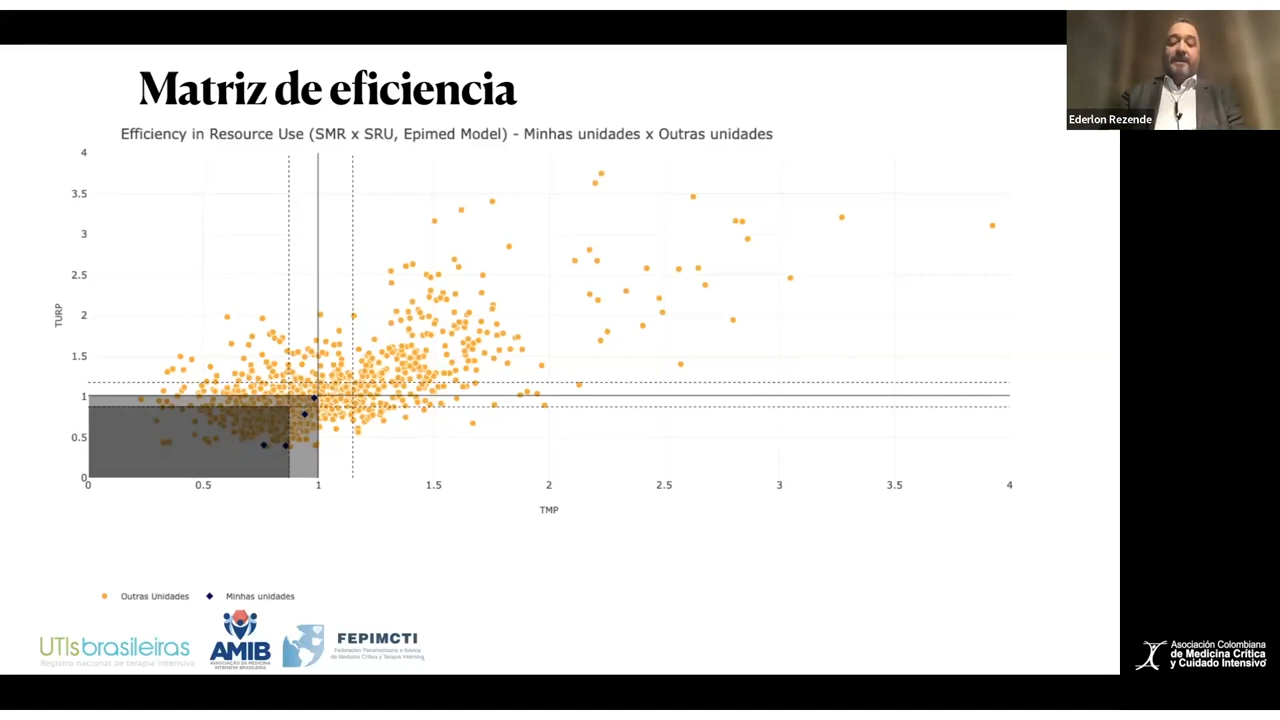 Matriz de eficiencia
Efficiency in Resource Use (SMR x SRU, Epimed Model) - Minhas unidades x Outras unidades
Ederlon Rezende
4
3.5
3
2.5
2
1.5
1
0.5
0
TURP
0
0.5
1
1.5
2
2.5
3
3.5
4
TMP
Outras Unidades
Minhas unidades
UTIsbrasileiras
Registro nacional de terapia intensiva
AMIB
ASSOCIAÇÃO DE MEDICINA
INTENSIVA BRASILEIRA
FEPIMCTI
Federación Panamericana e Ibérica
de Medicina Crítica y Terapia Intensiva
Asociación Colombiana
de Medicina Crítica
y Cuidado Intensivo